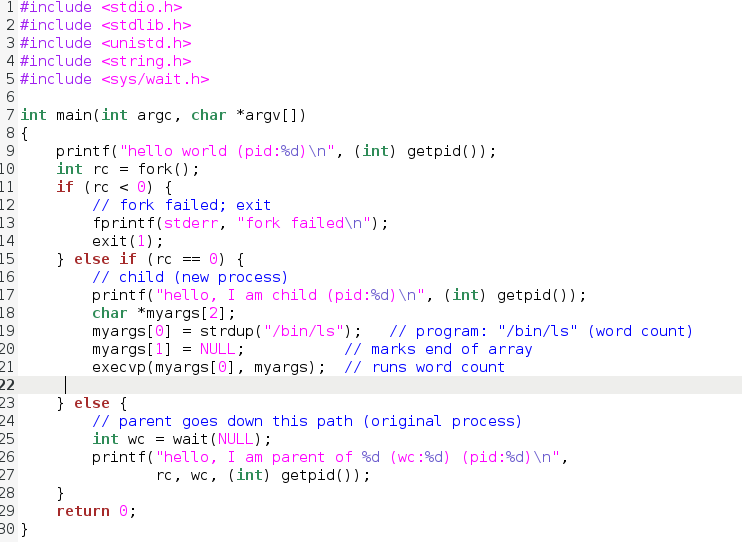 1 #include <stdio.h>
2 #include <stdlib.h>
3 #include <unistd.h>
4 #include <string.h>
5 #include <sys/wait.h>
6
7 int main(int argc, char *argv[])
8 {
9     printf("hello world (pid:%d)\n", (int) getpid());
10     int rc = fork();
11     if (rc < 0) {
12         // fork failed; exit
13         fprintf(stderr, "fork failed\n");
14         exit(1);
15     } else if (rc == 0) {
16         // child (new process)
17         printf("hello, I am child (pid:%d)\n", (int) getpid());
18         char *myargs[2];
19         myargs[0] = strdup("/bin/ls");   // program: "/bin/ls" (word count)
20         myargs[1] = NULL;           // marks end of array
21         execvp(myargs[0], myargs);  // runs word count
22
23     } else {
24         // parent goes down this path (original process)
25         int wc = wait(NULL);
26         printf("hello, I am parent of %d (wc:%d) (pid:%d)\n",
27                rc, wc, (int) getpid());
28     }
29     return 0;
30 }